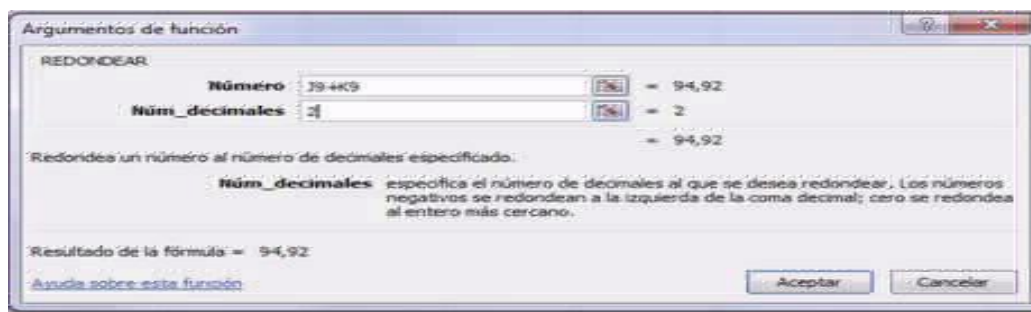 Argumentos de función
REDONDEAR
Número J9+K9 = 94,92
Núm_decimales 2 = 2
= 94,92
Redondea un número al número de decimales especificado.
Núm_decimales especifica el número de decimales al que se desea redondear. Los números
negativos se redondean a la izquierda de la coma decimal; cero se redondea
al entero más cercano.
Resultado de la fórmula = 94,92
Ayuda sobre esta función
Aceptar
Cancelar